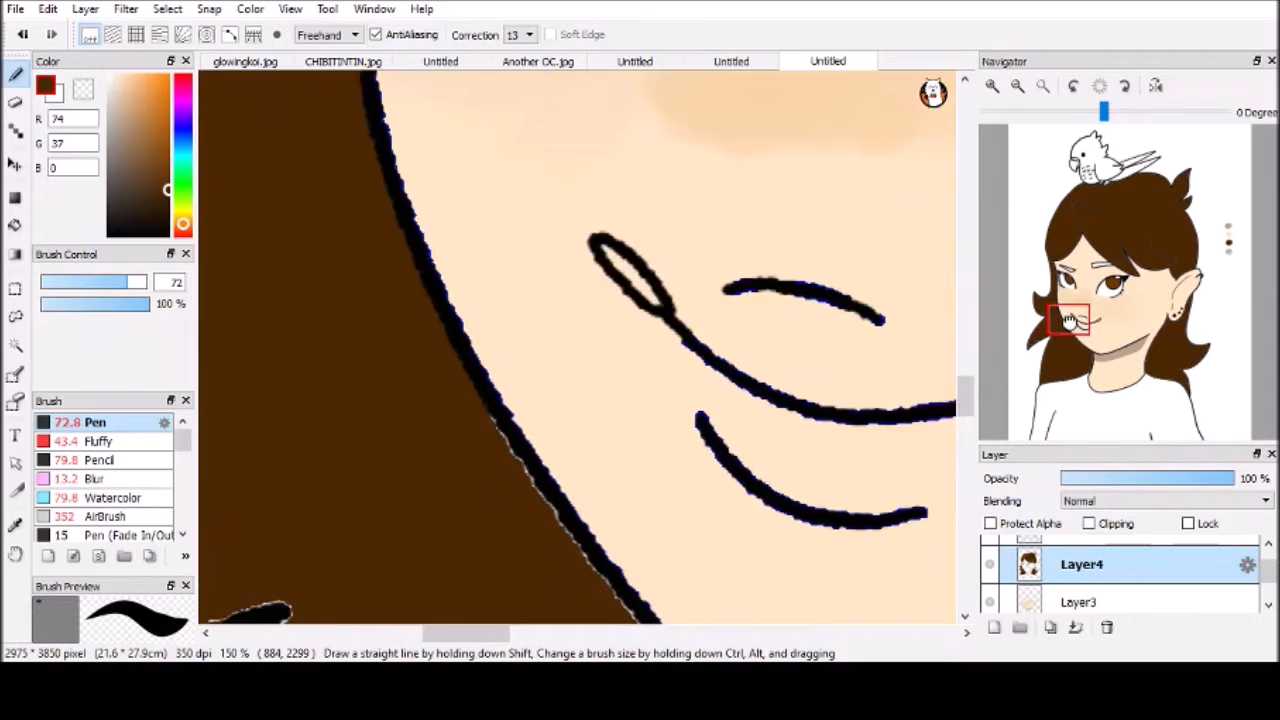 File Edit Layer Filter Select Snap Color View Tool Window Help
off Freehand AntiAliasing Correction 13 Soft Edge
Color glowingkoi.jpg CHIBITINTIN.jpg Untitled Another OC.jpg Untitled Untitled Untitled Navigator
R 74
G 37
B 0
0 Degree
Brush Control
72
100 %
Brush
72.8 Pen
43.4 Fluffy
79.8 Pencil
13.2 Blur
79.8 Watercolor
352 AirBrush
15 Pen (Fade In/Out
»
Brush Preview
Layer
Opacity 100 %
Blending Normal
Protect Alpha Clipping Lock
Layer4
Layer3
2975 * 3850 pixel (21.6 * 27.9cm) 350 dpi 150 % ( 884, 2299 ) Draw a straight line by holding down Shift, Change a brush size by holding down Ctrl, Alt, and dragging